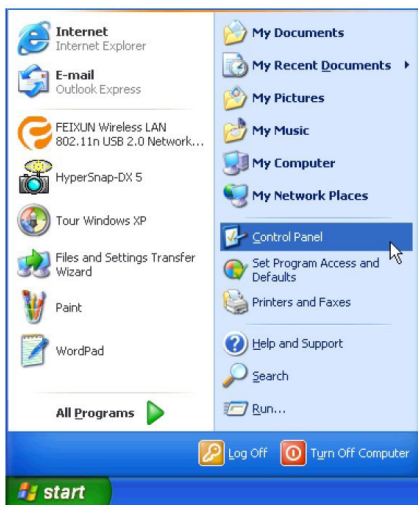 Internet
Internet Explorer
E-mail
Outlook Express
FEIXUN Wireless LAN
802.11n USB 2.0 Network...
HyperSnap-DX 5
Tour Windows XP
Files and Settings Transfer
Wizard
Paint
WordPad
All Programs
My Documents
My Recent Documents
My Pictures
My Music
My Computer
My Network Places
Control Panel
Set Program Access and
Defaults
Printers and Faxes
Help and Support
Search
Run...
Log Off
Turn Off Computer
start